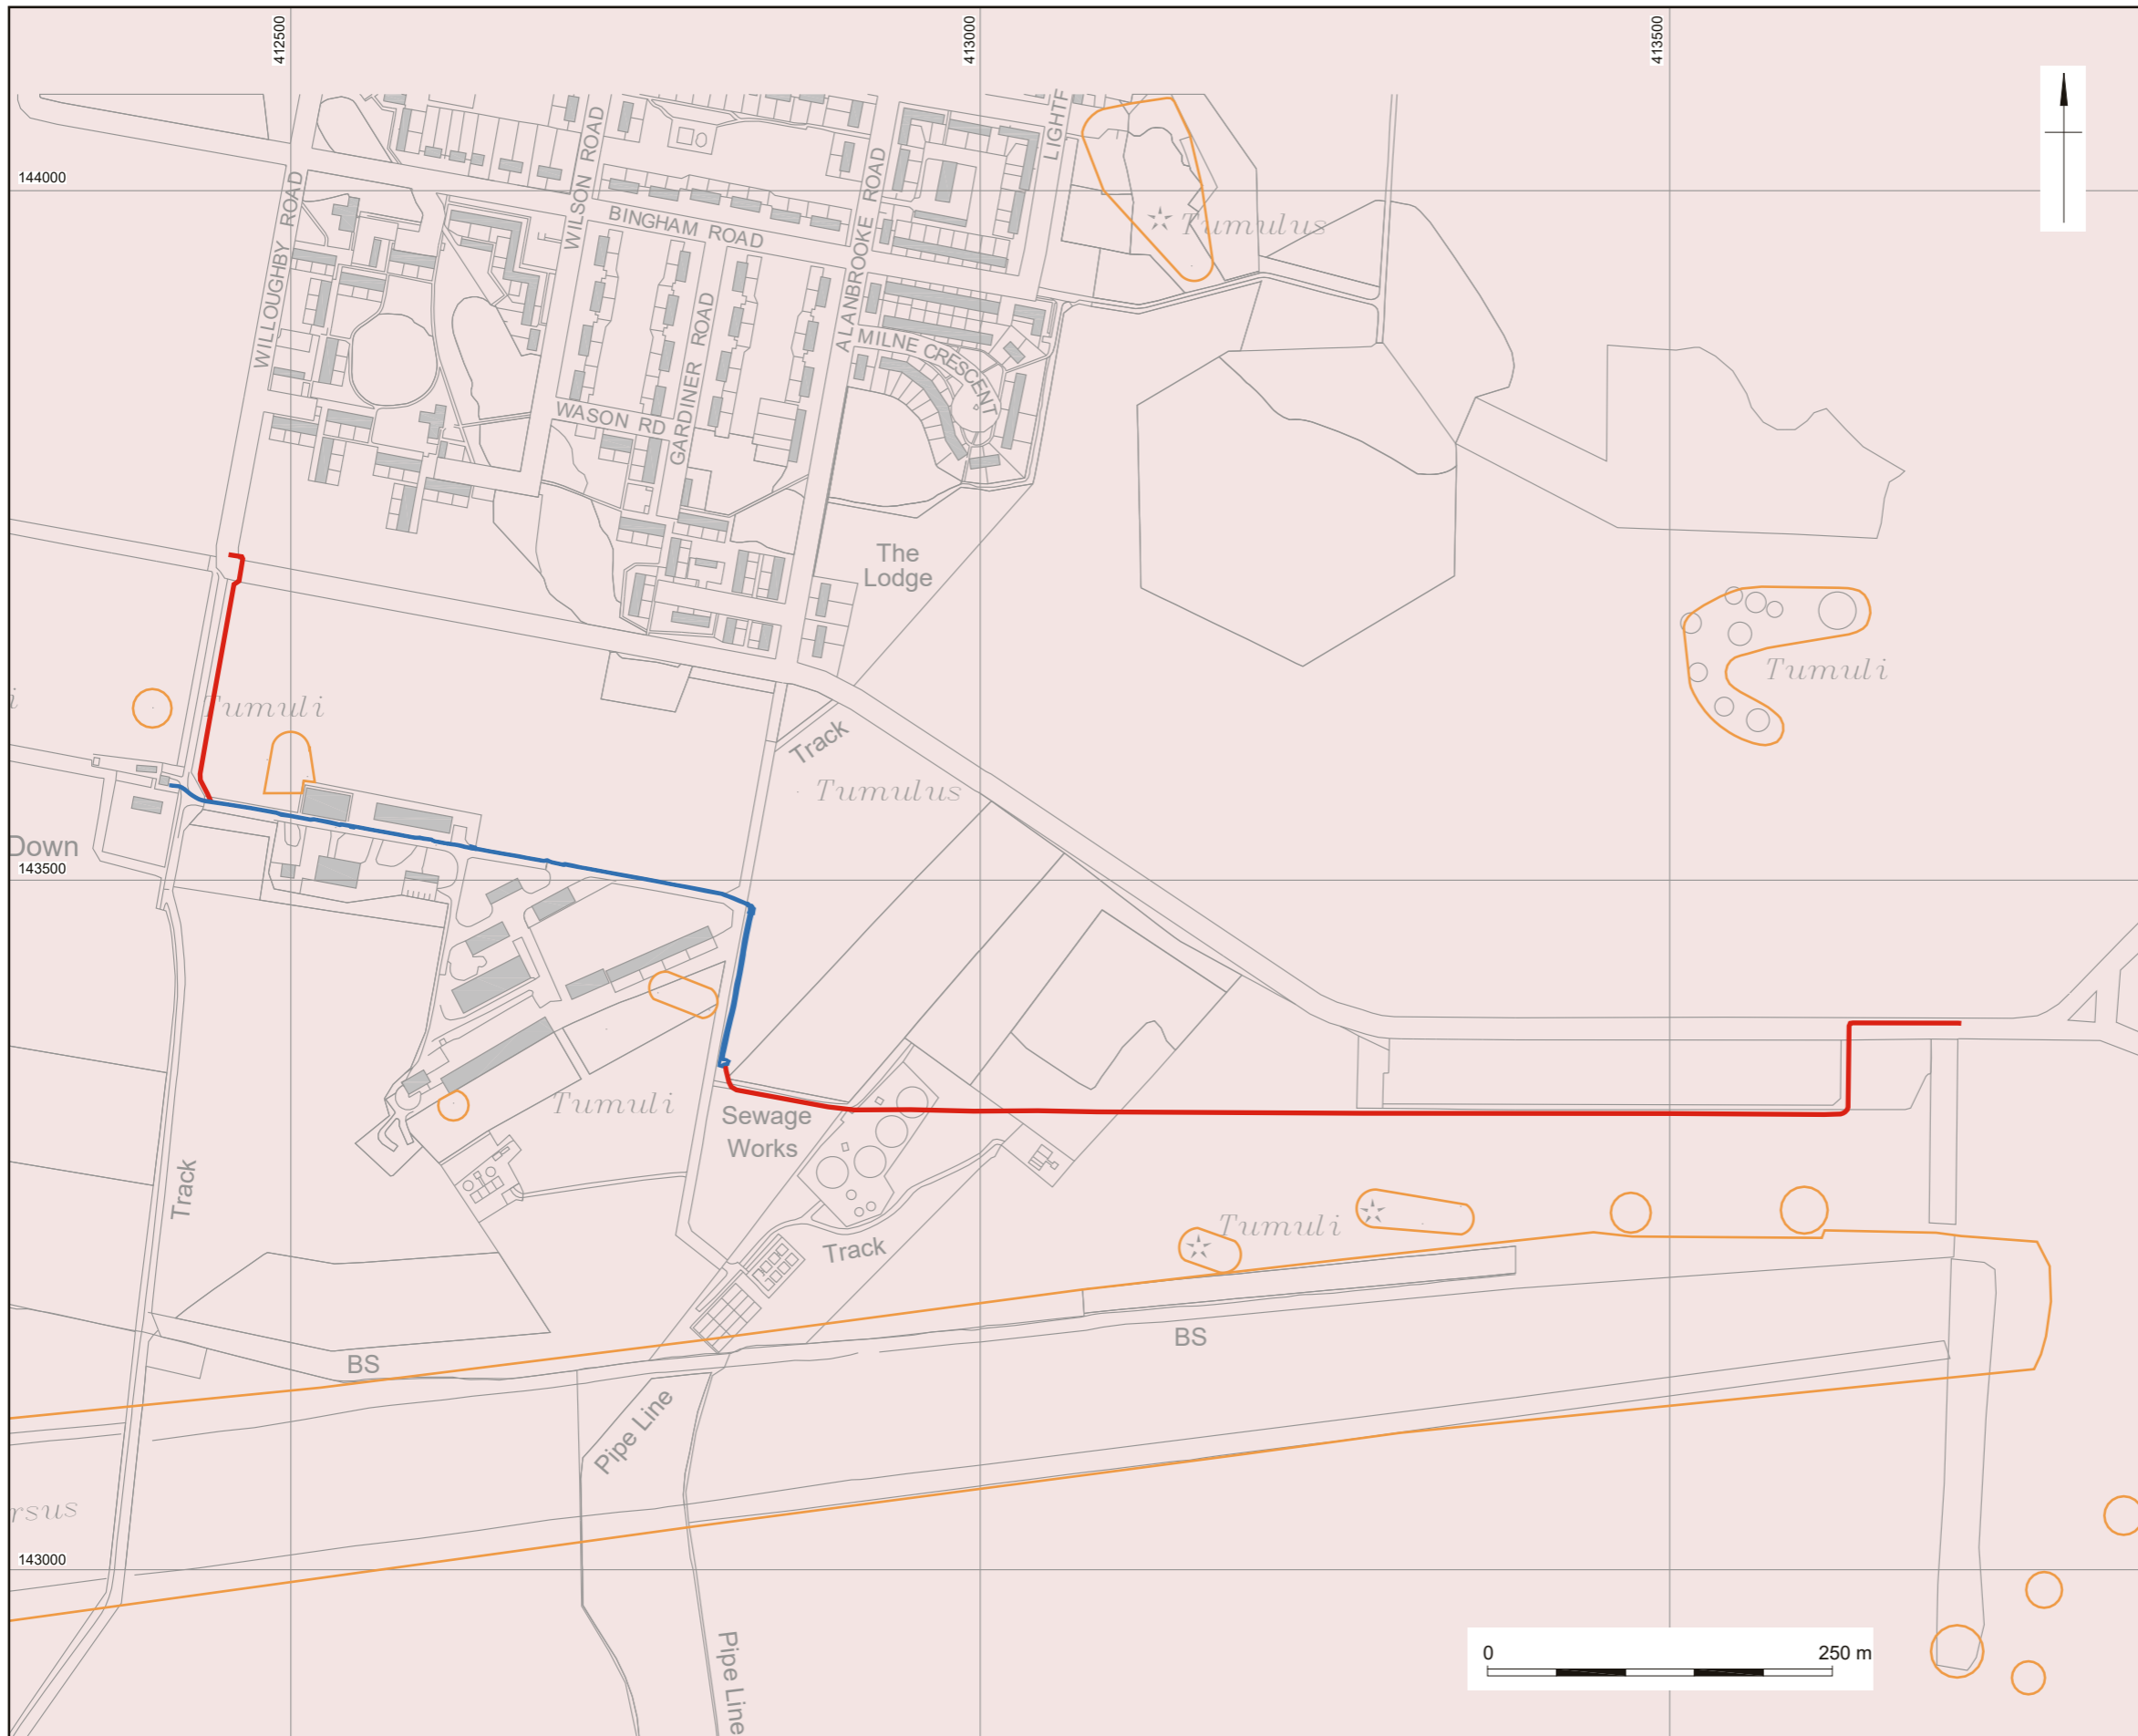 412500
413000
413500
144000
WILLOUGHBY ROAD
WILSON ROAD
BINGHAM ROAD
ALANBROOKE ROAD
LIGHTF
Tumulus
GARDINER ROAD
MILNE CRESCENT
WASON RD
The
Lodge
Tumuli
i
Tumuli
Track
Tumulus
Down
143500
Tumuli
Sewage
Works
Track
Track
Tumuli
BS
BS
Pipe Line
rsus
143000
Pipe Line
0 250 m